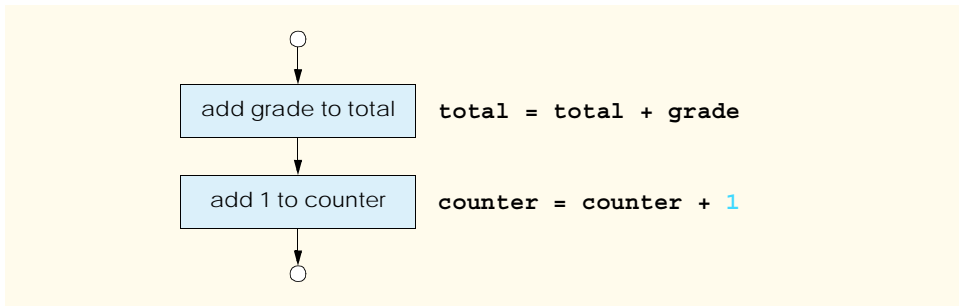 add grade to total
total = total + grade
add 1 to counter
counter = counter + 1